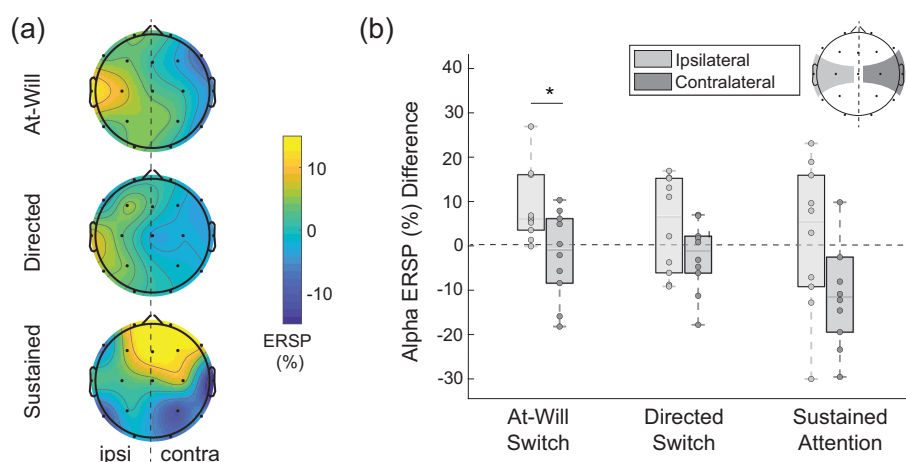 (a)
At-Will
Directed
Sustained
ipsi
contra
10
0
-10
ERSP
(%)
(b)
Alpha ERSP (%) Difference
40
30
20
10
0
-10
-20
-30
*
Ipsilateral
Contralateral
At-Will
Switch
Directed
Switch
Sustained
Attention